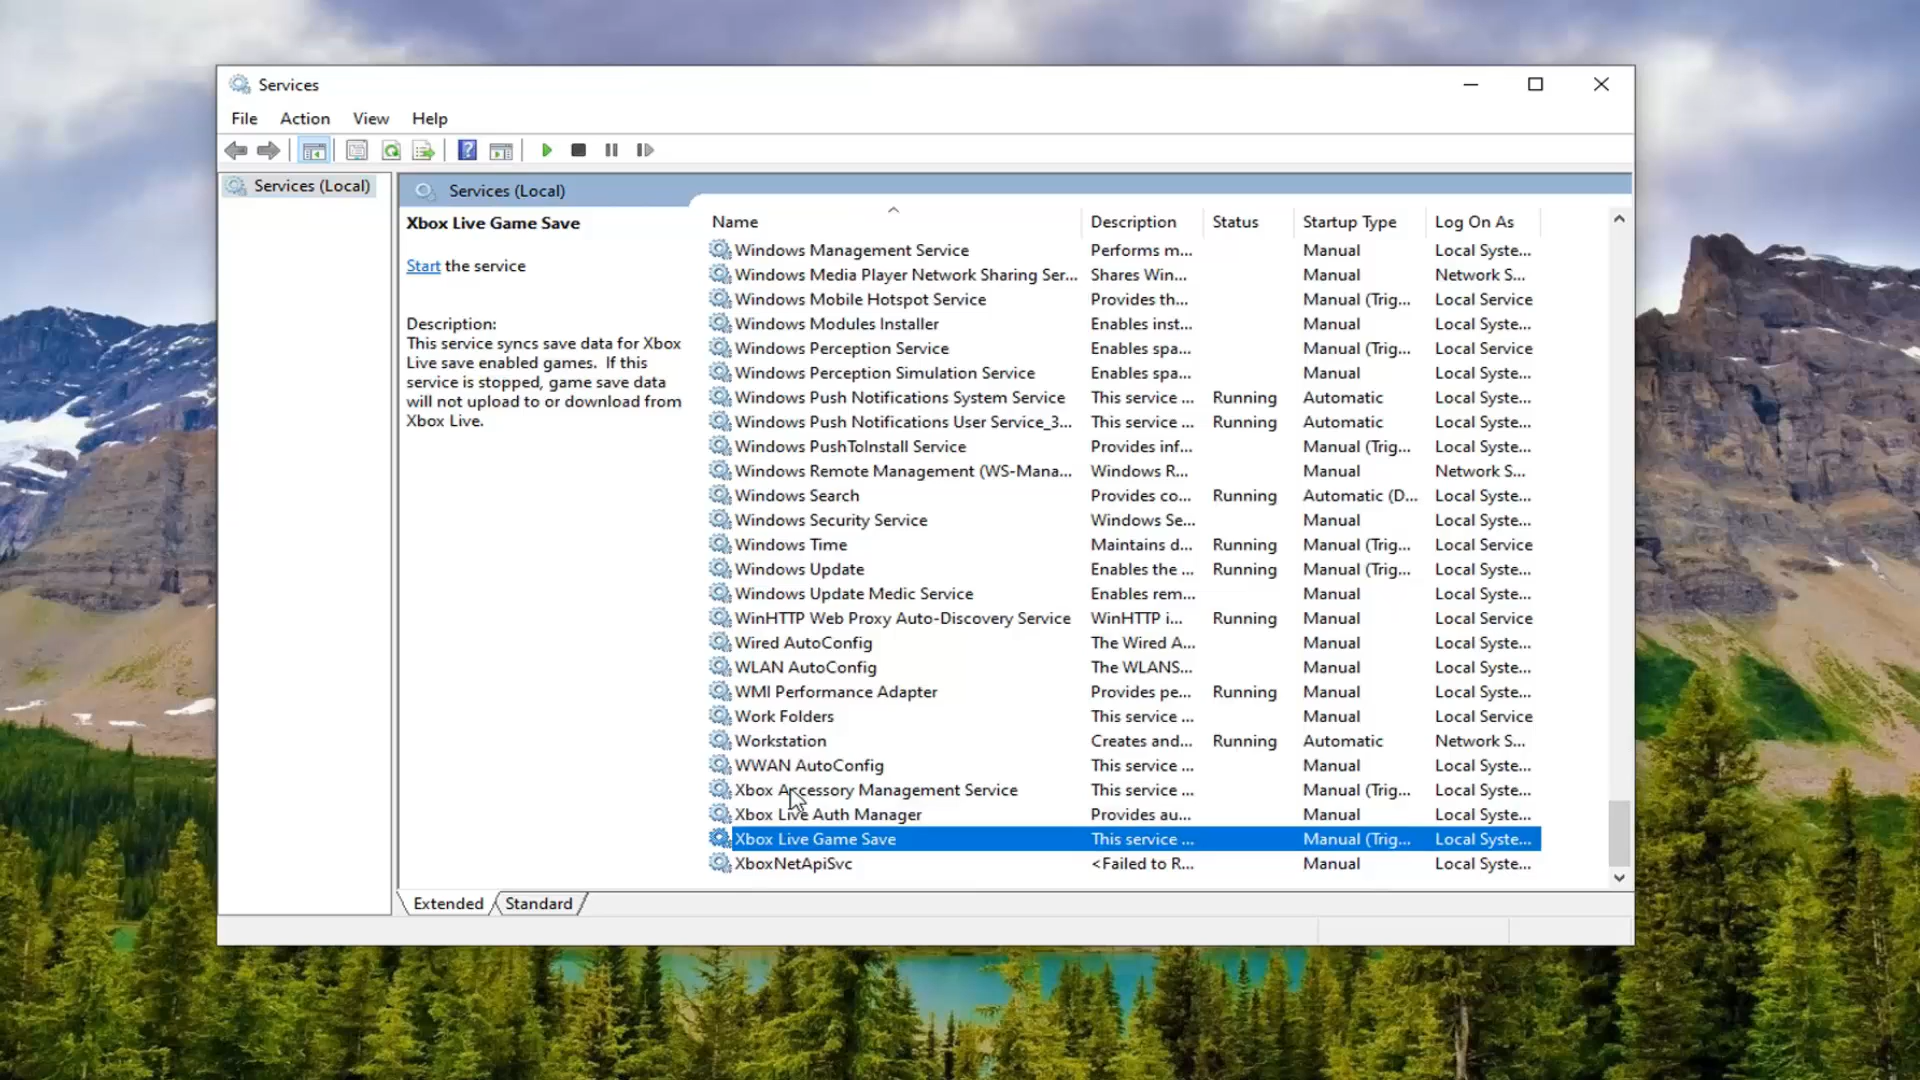 Services
File Action View Help
Services (Local)
Services (Local)
Xbox Live Game Save
Start the service
Description:
This service syncs save data for Xbox
Live save enabled games. If this
service is stopped, game save data
will not upload to or download from
Xbox Live.
Name Description Status Startup Type Log On As
Windows Management Service Performs m... Manual Local Syste...
Windows Media Player Network Sharing Ser... Shares Win... Manual Network S...
Windows Mobile Hotspot Service Provides th... Manual (Trig... Local Service
Windows Modules Installer Enables inst... Manual Local Syste...
Windows Perception Service Enables spa... Manual (Trig... Local Service
Windows Perception Simulation Service Enables spa... Manual Local Syste...
Windows Push Notifications System Service This service ... Running Automatic Local Syste...
Windows Push Notifications User Service_3... This service ... Running Automatic Local Syste...
Windows PushToInstall Service Provides inf... Manual (Trig... Local Syste...
Windows Remote Management (WS-Mana... Windows R... Manual Network S...
Windows Search Provides co... Running Automatic (D... Local Syste...
Windows Security Service Windows Se... Manual Local Syste...
Windows Time Maintains d... Running Manual (Trig... Local Service
Windows Update Enables the ... Running Manual (Trig... Local Syste...
Windows Update Medic Service Enables rem... Manual Local Syste...
WinHTTP Web Proxy Auto-Discovery Service WinHTTP i... Running Manual Local Service
Wired AutoConfig The Wired A... Manual Local Syste...
WLAN AutoConfig The WLANS... Manual Local Syste...
WMI Performance Adapter Provides pe... Running Manual Local Syste...
Work Folders This service ... Manual Local Service
Workstation Creates and... Running Automatic Network S...
WWAN AutoConfig This service ... Manual Local Syste...
Xbox Accessory Management Service This service ... Manual (Trig... Local Syste...
Xbox Live Auth Manager Provides au... Manual Local Syste...
Xbox Live Game Save This service ... Manual (Trig... Local Syste...
XboxNetApiSvc <Failed to R... Manual Local Syste...
Extended Standard